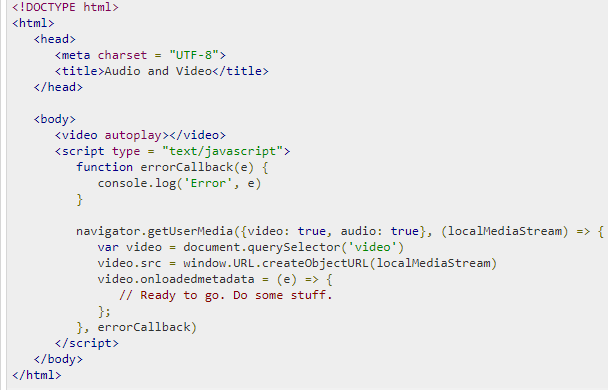 <!DOCTYPE html>
<html>
   <head>
      <meta charset = "UTF-8">
      <title>Audio and Video</title>
   </head>

   <body>
      <video autoplay></video>
      <script type = "text/javascript">
         function errorCallback(e) {
            console.log('Error', e)
         }

         navigator.getUserMedia({video: true, audio: true}, (localMediaStream) => {
            var video = document.querySelector('video')
            video.src = window.URL.createObjectURL(localMediaStream)
            video.onloadedmetadata = (e) => {
               // Ready to go. Do some stuff.
            };
         }, errorCallback)
      </script>
   </body>
</html>